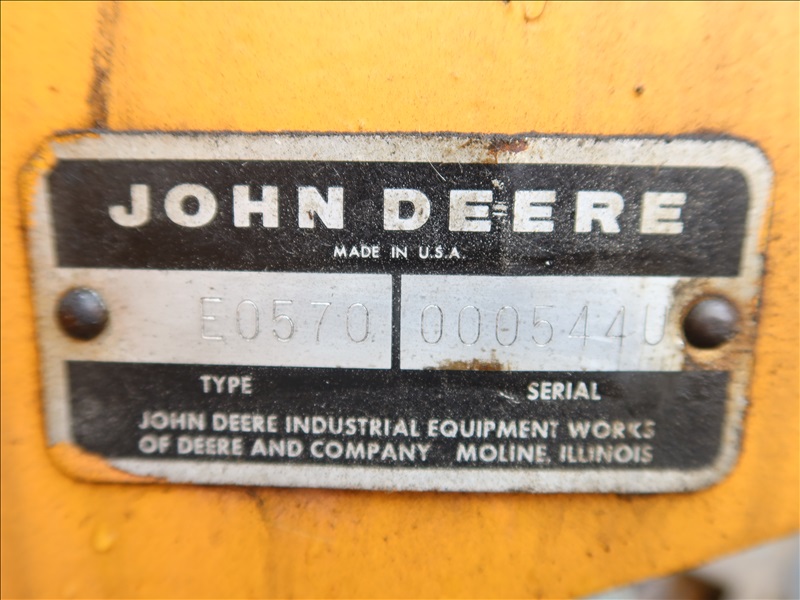 JOHN DEERE
MADE IN U.S.A.
E0570 000544U
TYPE SERIAL
JOHN DEERE INDUSTRIAL EQUIPMENT WORKS
OF DEERE AND COMPANY MOLINE, ILLINOIS